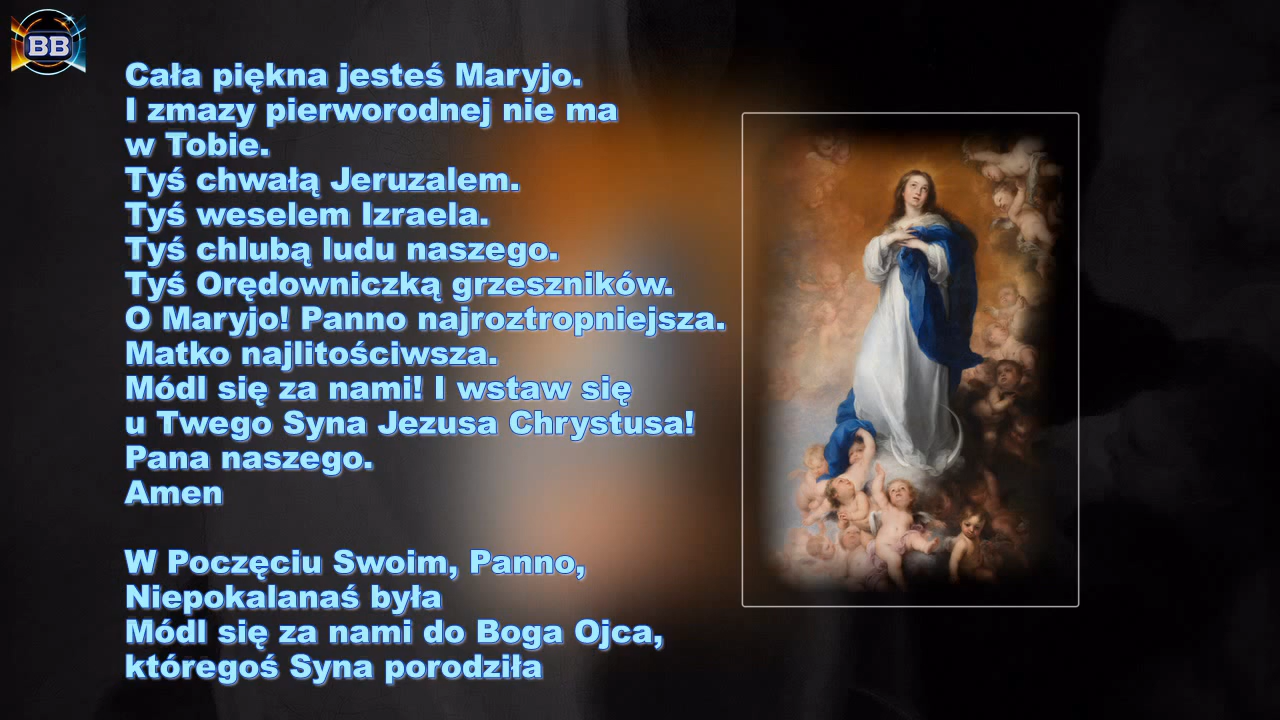 BB
Cała piękna jesteś Maryjo.
I zmazy pierworodnej nie ma
w Tobie.
Tyś chwałą Jeruzalem.
Tyś weselem Izraela.
Tyś chlubą ludu naszego.
Tyś Orędowniczką grzeszników.
O Maryjo! Panno najroztropniejsza.
Matko najlitościwsza.
Módl się za nami! I wstaw się
u Twego Syna Jezusa Chrystusa!
Pana naszego.
Amen
W Poczęciu Swoim, Panno,
Niepokalanaś była
Módl się za nami do Boga Ojca,
któregoś Syna porodziła